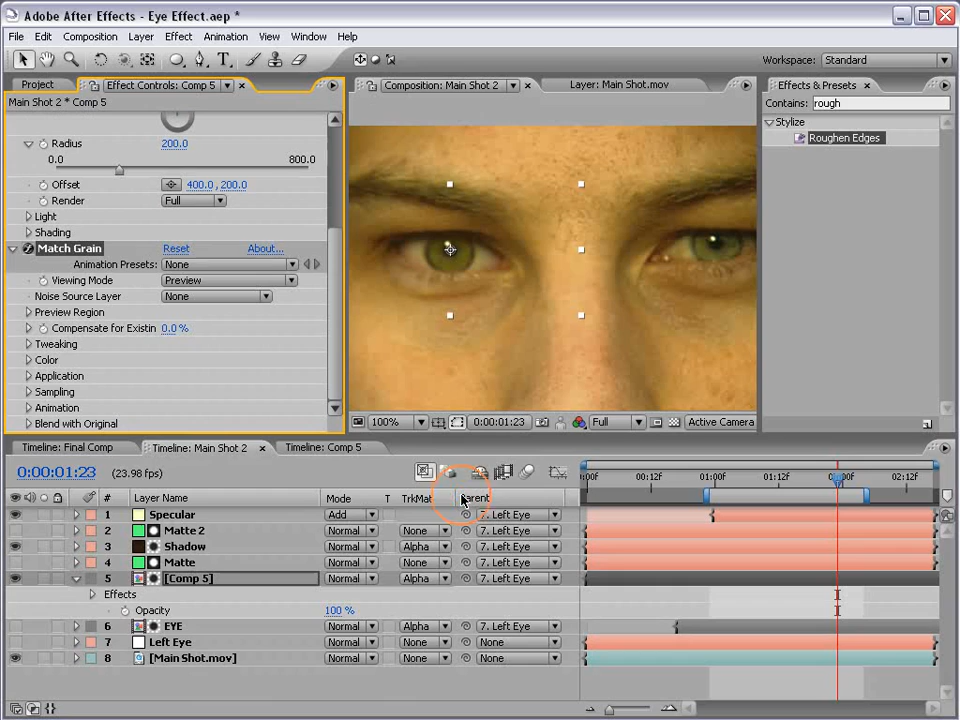 Adobe After Effects - Eye Effect.aep *
File Edit Composition Layer Effect Animation View Window Help
Workspace: Standard
Project Effect Controls: Comp 5 Composition: Main Shot 2 Layer: Main Shot.mov Effects & Presets
Main Shot 2 * Comp 5 Contains: rough
Stylize
Roughen Edges
Radius 200.0
0.0 800.0
Offset 400.0, 200.0
Render Full
Light
Shading
Match Grain Reset About...
Animation Presets: None
Viewing Mode Preview
Noise Source Layer None
Preview Region
Compensate for Existin 0.0 %
Tweaking
Color
Application
Sampling
Animation
Blend with Original
100% 0:00:01:23 Full Active Camera
Timeline: Final Comp Timeline: Main Shot 2 Timeline: Comp 5
0:00:01:23 (23.98 fps)
:00f 00:12f 01:00f 02:12f
# Layer Name Mode T TrkMat Parent
1 Specular Add 7. Left Eye
2 Matte 2 Normal None 7. Left Eye
3 Shadow Normal Alpha 7. Left Eye
4 Matte Normal None 7. Left Eye
5 [Comp 5] Normal Alpha 7. Left Eye
Effects
Opacity 100 %
6 EYE Normal Alpha 7. Left Eye
7 Left Eye Normal None None
8 [Main Shot.mov] Normal None None